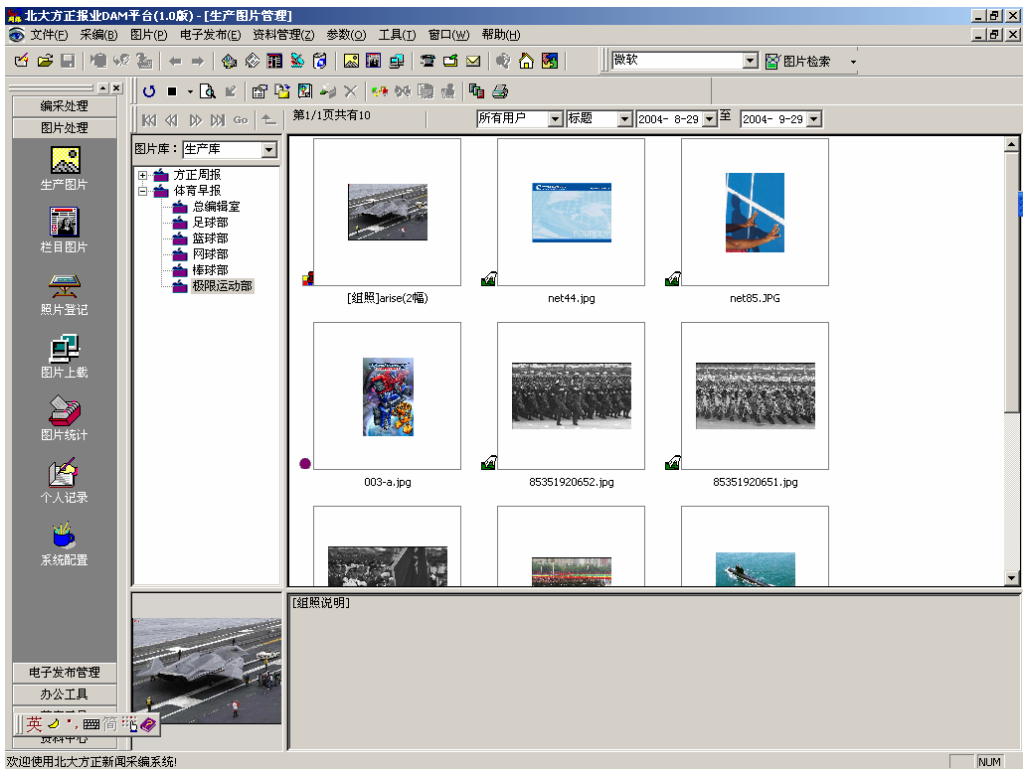 北大方正报业DAM平台(1.0版) - [生产图片管理]
文件(F) 采编(B) 图片(P) 电子发布(E) 资料管理(Z) 参数(O) 工具(T) 窗口(W) 帮助(H)
微软 图片检索
编采处理
图片处理
生产图片
栏目图片
照片登记
图片上载
图片统计
个人记录
系统配置
电子发布管理
办公工具
资料中心
Go
第1/1页共有10
所有用户 标题 2004- 8-29 至 2004- 9-29
图片库： 生产库
方正周报
体育早报
总编辑室
足球部
篮球部
网球部
棒球部
极限运动部
[组照]arise(2幅)
net44.jpg
net85.JPG
003-a.jpg
85351920652.jpg
85351920651.jpg
[组照说明]
英 简
欢迎使用北大方正新闻采编系统!
NUM